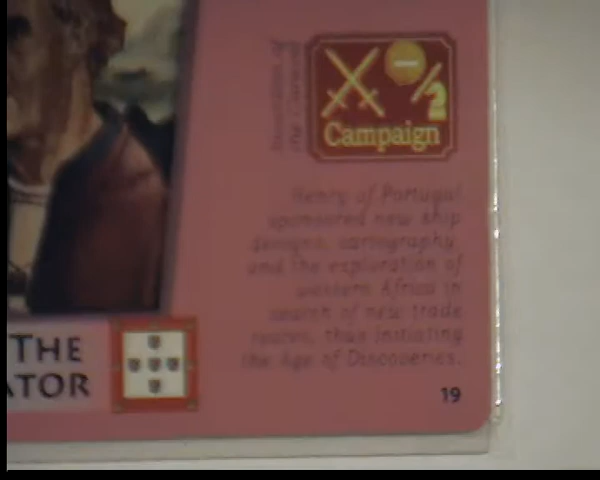 Campaign
Henry of Portugal
sponsored new ship
designs, cartography,
and the exploration of
western Africa in
search of new trade
routes, thus initiating
the Age of Discoveries.
THE
ATOR
19